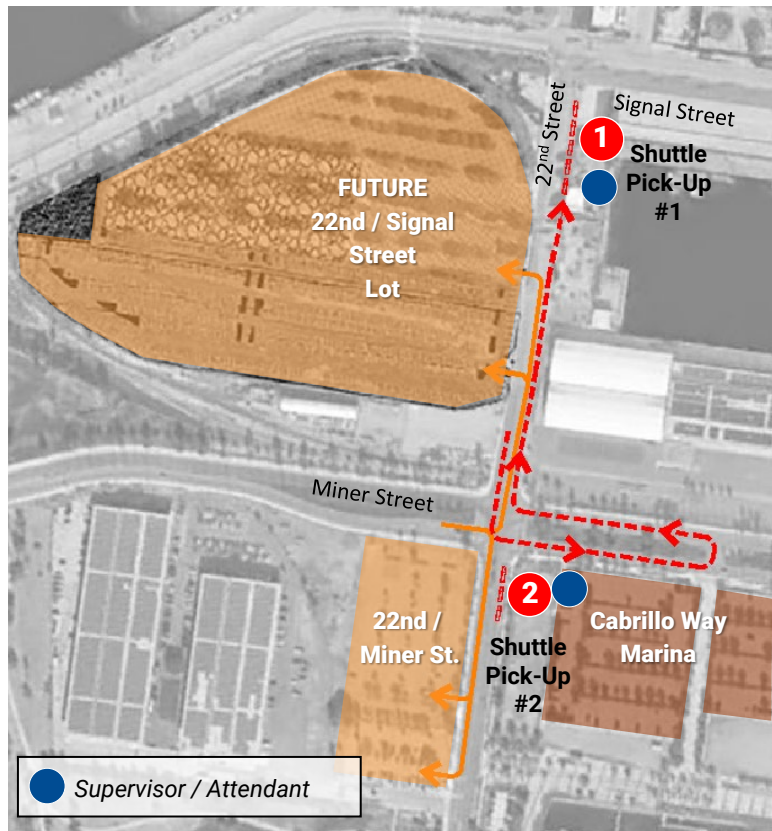 Signal Street
22nd Street
1
Shuttle
Pick-Up
#1
FUTURE
22nd / Signal
Street
Lot
Miner Street
2
Shuttle
Pick-Up
#2
22nd /
Miner St.
Cabrillo Way
Marina
Supervisor / Attendant